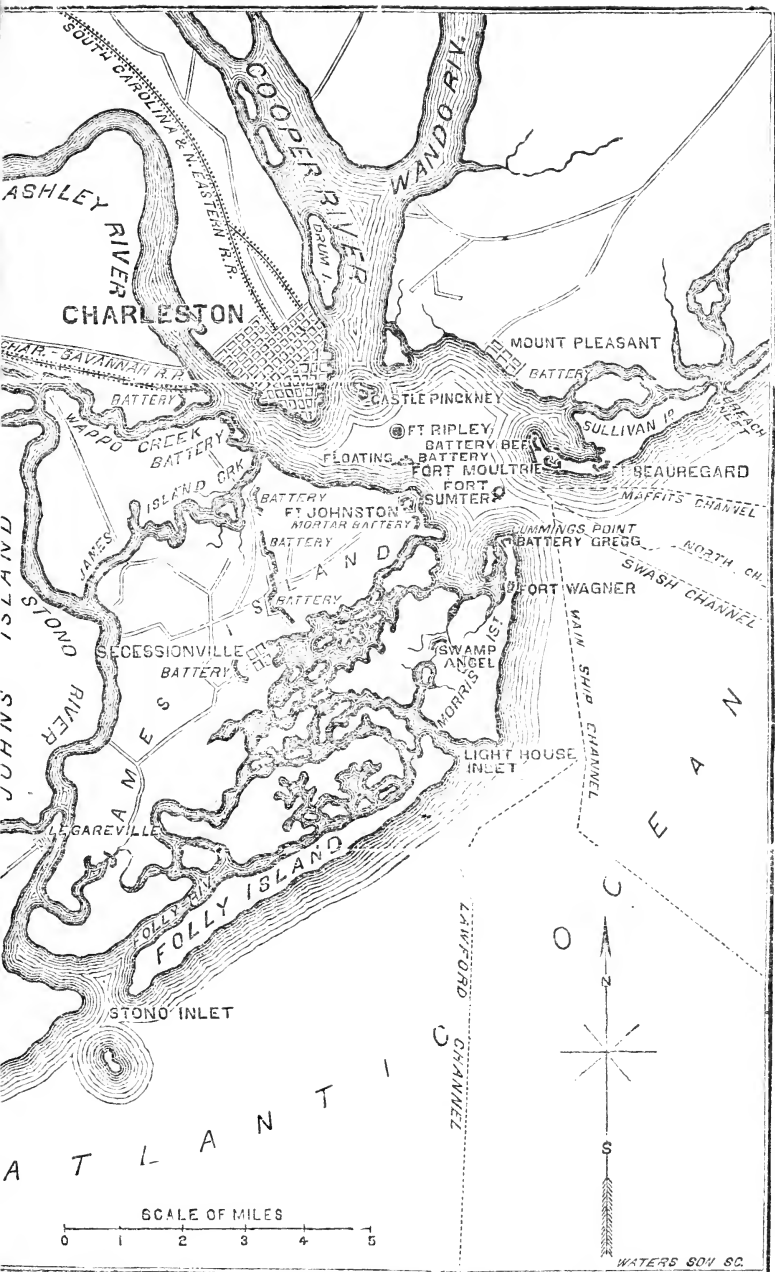 SOUTH CAROLINA & N. EASTERN R.R.
COOPER RIVER
WANDO RIV.
ASHLEY RIVER
DRUM I.
CHARLESTON
MOUNT PLEASANT
BATTERY
CHAR.-SAVANNAH R.R.
BATTERY
CASTLE PINCKNEY
WAPPO CREEK
BATTERY
FT RIPLEY
SULLIVAN ID
BREACH INLET
BATTERY BEE
FLOATING BATTERY
FORT MOULTRIE
BEAUREGARD
FORT SUMTER
MAFFITS CHANNEL
JAMES ISLAND CRK
BATTERY
FT JOHNSTON
MORTAR BATTERY
BATTERY
CUMMINGS POINT
BATTERY GREGG
NORTH CH.
SWASH CHANNEL
FORT WAGNER
BATTERY
JOHNS ISLAND
STONO RIVER
SECESSIONVILLE
BATTERY
JAMES ISLAND
SWAMP ANGEL
MORRIS IST
MAIN SHIP CHANNEL
LIGHT HOUSE INLET
LEGAREVILLE
FOLLY RIV.
FOLLY ISLAND
LAWFORD CHANNEL
STONO INLET
ATLANTIC OCEAN
N
S
SCALE OF MILES
0 1 2 3 4 5
WATERS SON SC.